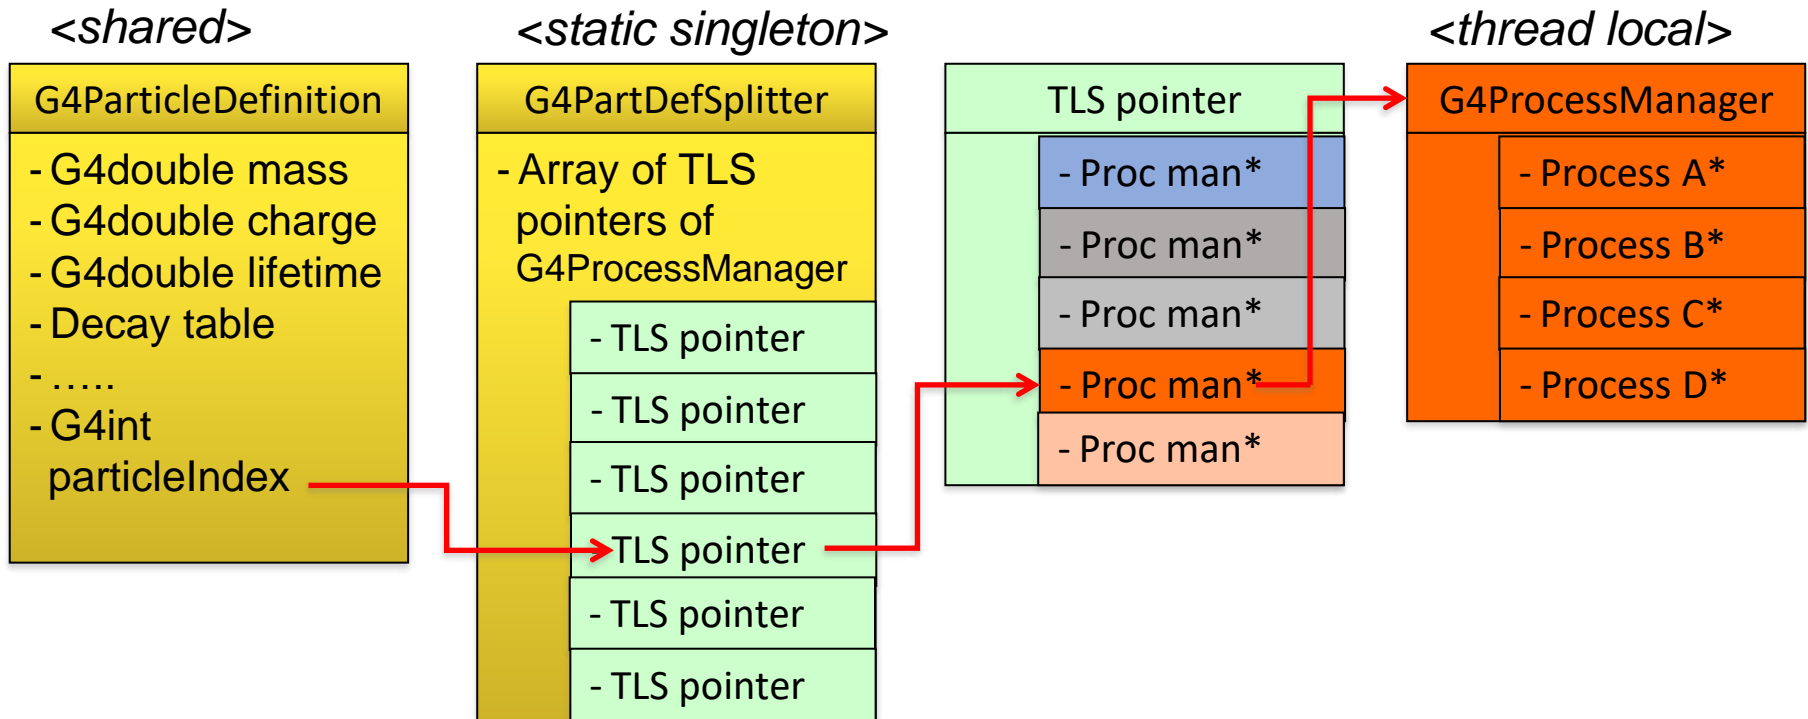 <shared>
G4ParticleDefinition
- G4double mass
- G4double charge
- G4double lifetime
- Decay table
- .....
- G4int
particleIndex
<static singleton>
G4PartDefSplitter
- Array of TLS
pointers of
G4ProcessManager
- TLS pointer
- TLS pointer
- TLS pointer
TLS pointer
- TLS pointer
- TLS pointer
TLS pointer
- Proc man*
- Proc man*
- Proc man*
- Proc man*
- Proc man*
<thread local>
G4ProcessManager
- Process A*
- Process B*
- Process C*
- Process D*